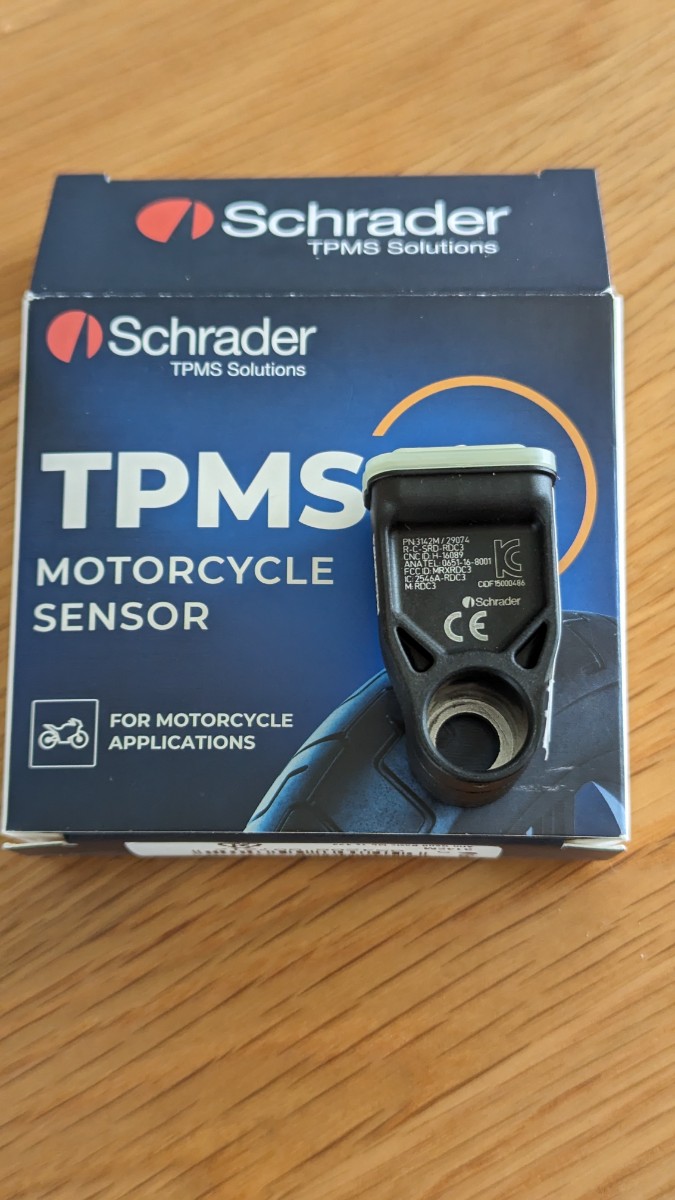 Schrader
TPMS Solutions
Schrader
TPMS Solutions
TPMS
MOTORCYCLE
SENSOR
FOR MOTORCYCLE
APPLICATIONS
PN:3142M / 29074
R-C-SRD-RDC3
CNC ID: H-16089
ANATEL: 0651-16-8001
FCC ID: MRXRDC3
IC: 2546A-RDC3
M: RDC3
CIDF15000486
Schrader
CE